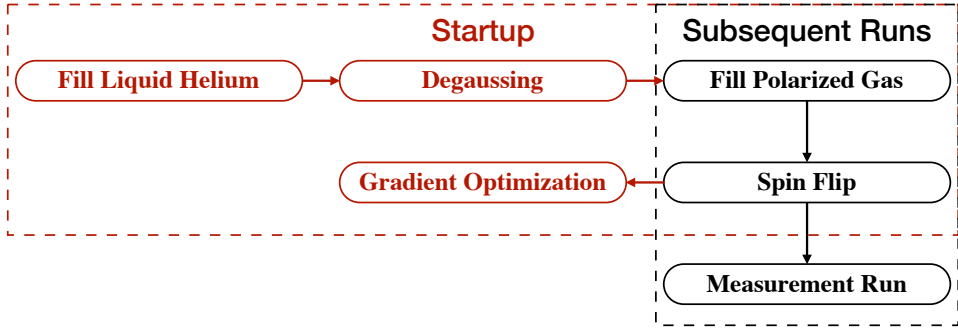 Startup
Subsequent Runs
Fill Liquid Helium
Degaussing
Fill Polarized Gas
Gradient Optimization
Spin Flip
Measurement Run